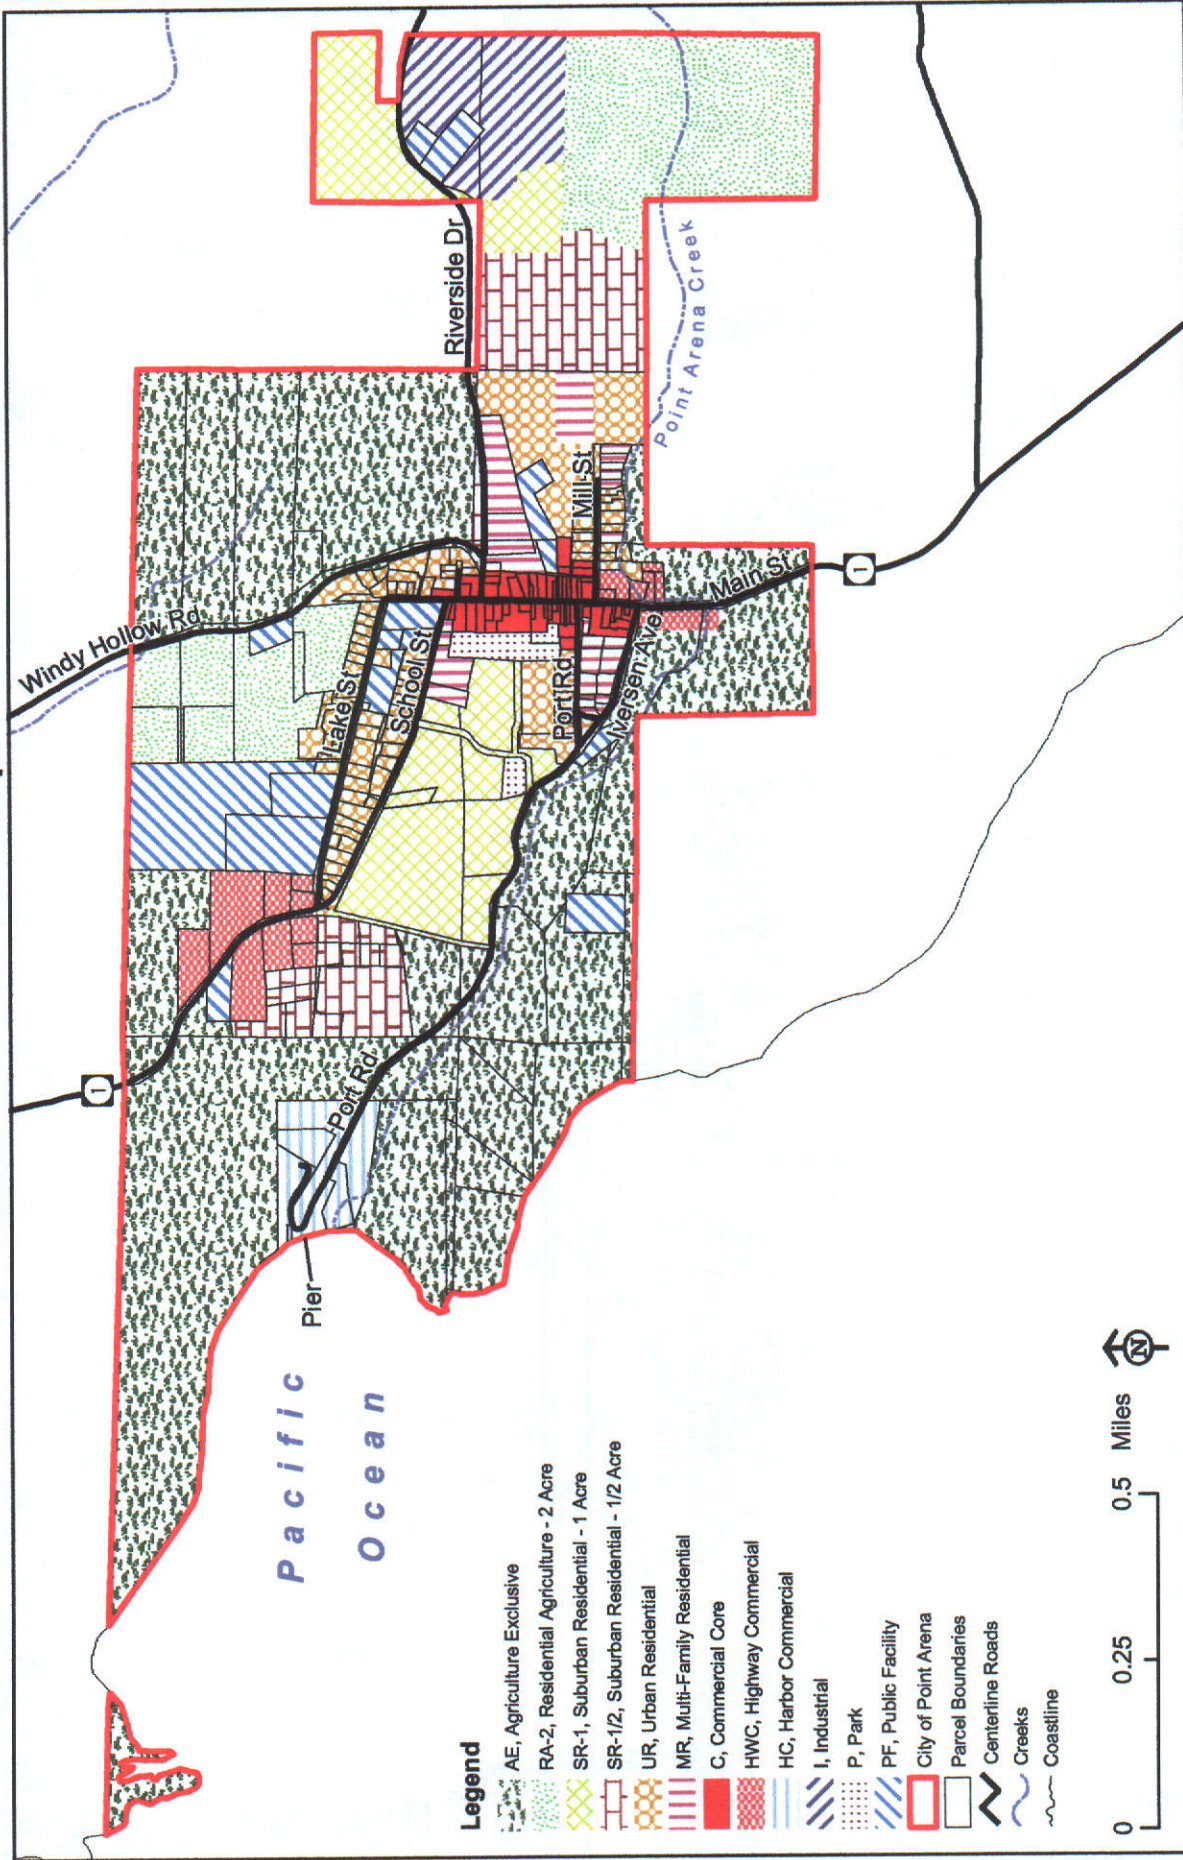 Windy Hollow Rd
Riverside Dr
Lake St
School St
Mill St
Port Rd
Iversen Ave
Main St
Point Arena Creek
1
1
Port Rd
Pier
Pacific
Ocean
Legend
AE, Agriculture Exclusive
RA-2, Residential Agriculture - 2 Acre
SR-1, Suburban Residential - 1 Acre
SR-1/2, Suburban Residential - 1/2 Acre
UR, Urban Residential
MR, Multi-Family Residential
C, Commercial Core
HWC, Highway Commercial
HC, Harbor Commercial
I, Industrial
P, Park
PF, Public Facility
City of Point Arena
Parcel Boundaries
Centerline Roads
Creeks
Coastline
0 0.25 0.5 Miles
N